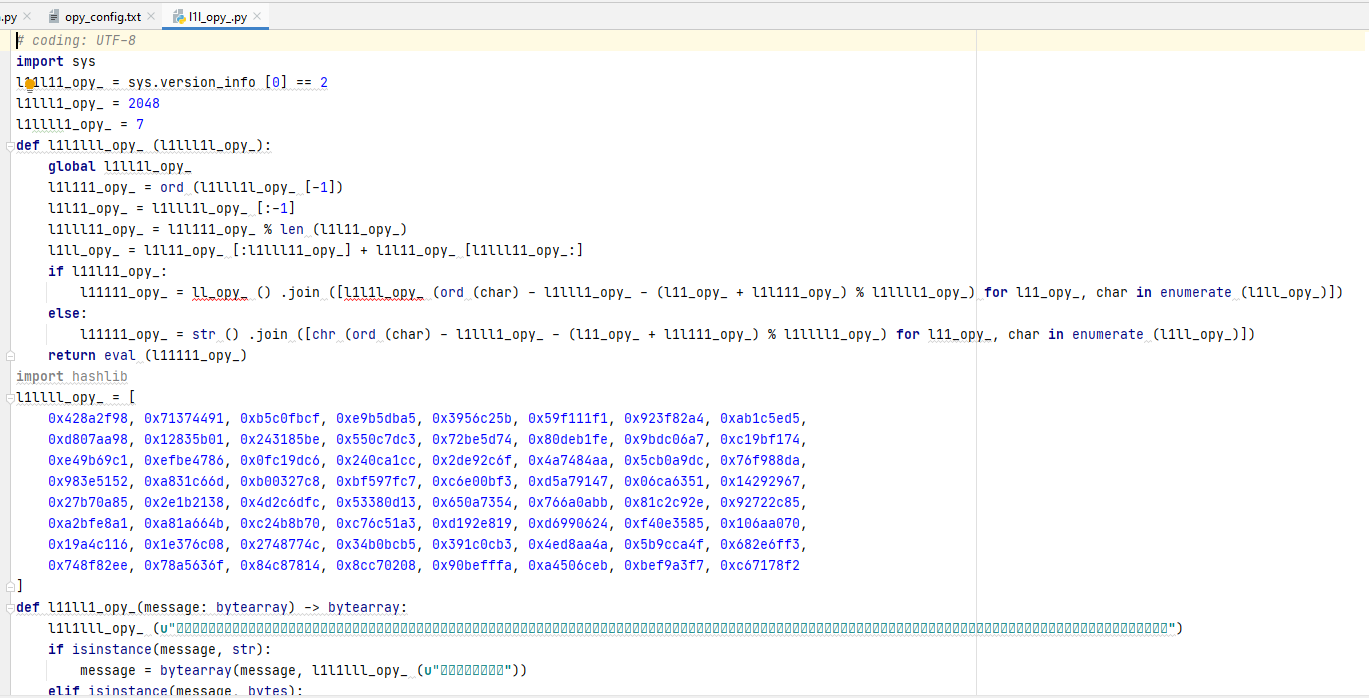 .py opy_config.txt l1l_opy_.py
# coding: UTF-8
import sys
l11l11_opy_ = sys.version_info [0] == 2
l1lll1_opy_ = 2048
l1llll1_opy_ = 7
def l1l1lll_opy_ (l1lll1l_opy_):
    global l1ll1l_opy_
    l1l111_opy_ = ord (l1lll1l_opy_ [-1])
    l1l11_opy_ = l1lll1l_opy_ [:-1]
    l1lll11_opy_ = l1l111_opy_ % len (l1l11_opy_)
    l1ll_opy_ = l1l11_opy_ [:l1lll11_opy_] + l1l11_opy_ [l1lll11_opy_:]
    if l11l11_opy_:
        l11111_opy_ = ll_opy_ () .join ([l1l1l_opy_ (ord (char) - l1lll1_opy_ - (l11_opy_ + l1l111_opy_) % l1llll1_opy_) for l11_opy_, char in enumerate (l1ll_opy_)])
    else:
        l11111_opy_ = str () .join ([chr (ord (char) - l1lll1_opy_ - (l11_opy_ + l1l111_opy_) % l1llll1_opy_) for l11_opy_, char in enumerate (l1ll_opy_)])
    return eval (l11111_opy_)
import hashlib
l1llll_opy_ = [
    0x428a2f98, 0x71374491, 0xb5c0fbcf, 0xe9b5dba5, 0x3956c25b, 0x59f111f1, 0x923f82a4, 0xab1c5ed5,
    0xd807aa98, 0x12835b01, 0x243185be, 0x550c7dc3, 0x72be5d74, 0x80deb1fe, 0x9bdc06a7, 0xc19bf174,
    0xe49b69c1, 0xefbe4786, 0x0fc19dc6, 0x240ca1cc, 0x2de92c6f, 0x4a7484aa, 0x5cb0a9dc, 0x76f988da,
    0x983e5152, 0xa831c66d, 0xb00327c8, 0xbf597fc7, 0xc6e00bf3, 0xd5a79147, 0x06ca6351, 0x14292967,
    0x27b70a85, 0x2e1b2138, 0x4d2c6dfc, 0x53380d13, 0x650a7354, 0x766a0abb, 0x81c2c92e, 0x92722c85,
    0xa2bfe8a1, 0xa81a664b, 0xc24b8b70, 0xc76c51a3, 0xd192e819, 0xd6990624, 0xf40e3585, 0x106aa070,
    0x19a4c116, 0x1e376c08, 0x2748774c, 0x34b0bcb5, 0x391c0cb3, 0x4ed8aa4a, 0x5b9cca4f, 0x682e6ff3,
    0x748f82ee, 0x78a5636f, 0x84c87814, 0x8cc70208, 0x90befffa, 0xa4506ceb, 0xbef9a3f7, 0xc67178f2
]
def l11ll1_opy_(message: bytearray) -> bytearray:
    l1l1lll_opy_ (u"")
    if isinstance(message, str):
        message = bytearray(message, l1l1lll_opy_ (u""))
    elif isinstance(message, bytes):